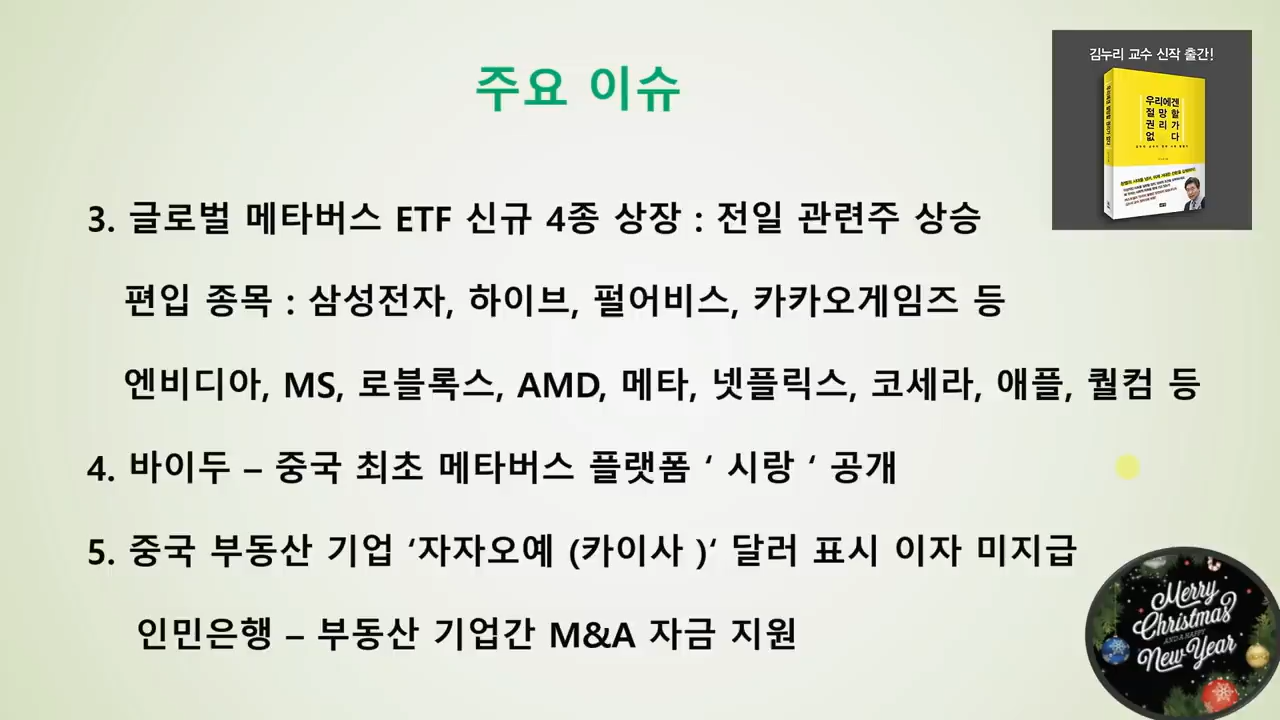 주요 이슈
김누리 교수 신작 출간!
우리에겐
절망할
권리가
없다
3. 글로벌 메타버스 ETF 신규 4종 상장 : 전일 관련주 상승
편입 종목 : 삼성전자, 하이브, 펄어비스, 카카오게임즈 등
엔비디아, MS, 로블록스, AMD, 메타, 넷플릭스, 코세라, 애플, 퀄컴 등
4. 바이두 – 중국 최초 메타버스 플랫폼 ‘ 시랑 ‘ 공개
5. 중국 부동산 기업 ‘자자오예 (카이사 )‘ 달러 표시 이자 미지급
인민은행 – 부동산 기업간 M&A 자금 지원
Merry
Christmas
AND A HAPPY
New Year